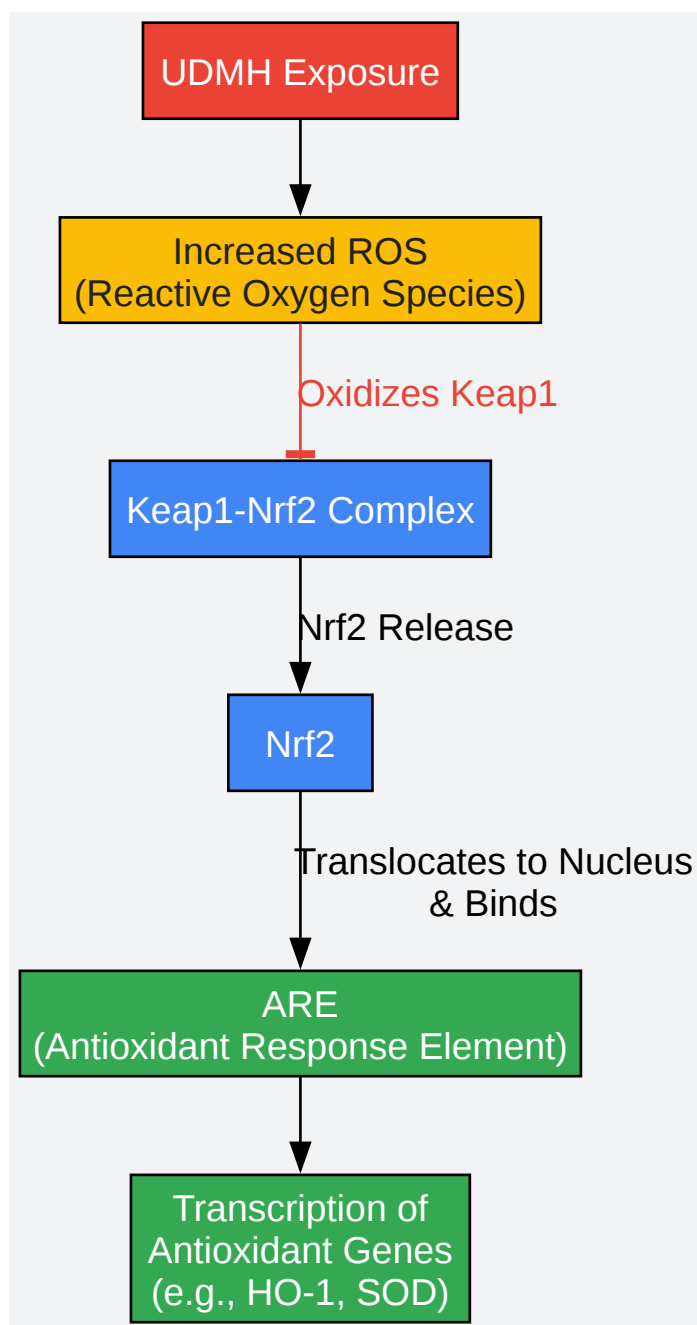 UDMH Exposure
Increased ROS
(Reactive Oxygen Species)
Oxidizes Keap1
Keap1-Nrf2 Complex
Nrf2 Release
Nrf2
Translocates to Nucleus
& Binds
ARE
(Antioxidant Response Element)
Transcription of
Antioxidant Genes
(e.g., HO-1, SOD)